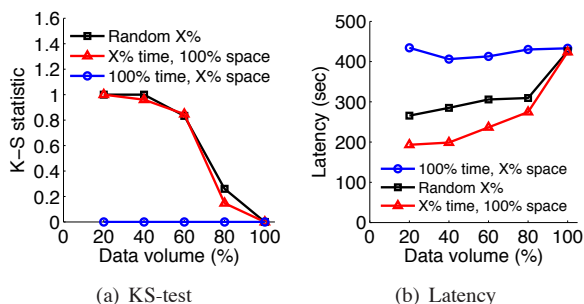 1.6
1.4
1.2
1
0.8
0.6
0.4
0.2
0
K–S statistic
Random X%
X% time, 100% space
100% time, X% space
0 20 40 60 80 100
Data volume (%)
(a) KS-test
500
400
300
200
100
0
Latency (sec)
100% time, X% space
Random X%
X% time, 100% space
0 20 40 60 80 100
Data volume (%)
(b) Latency